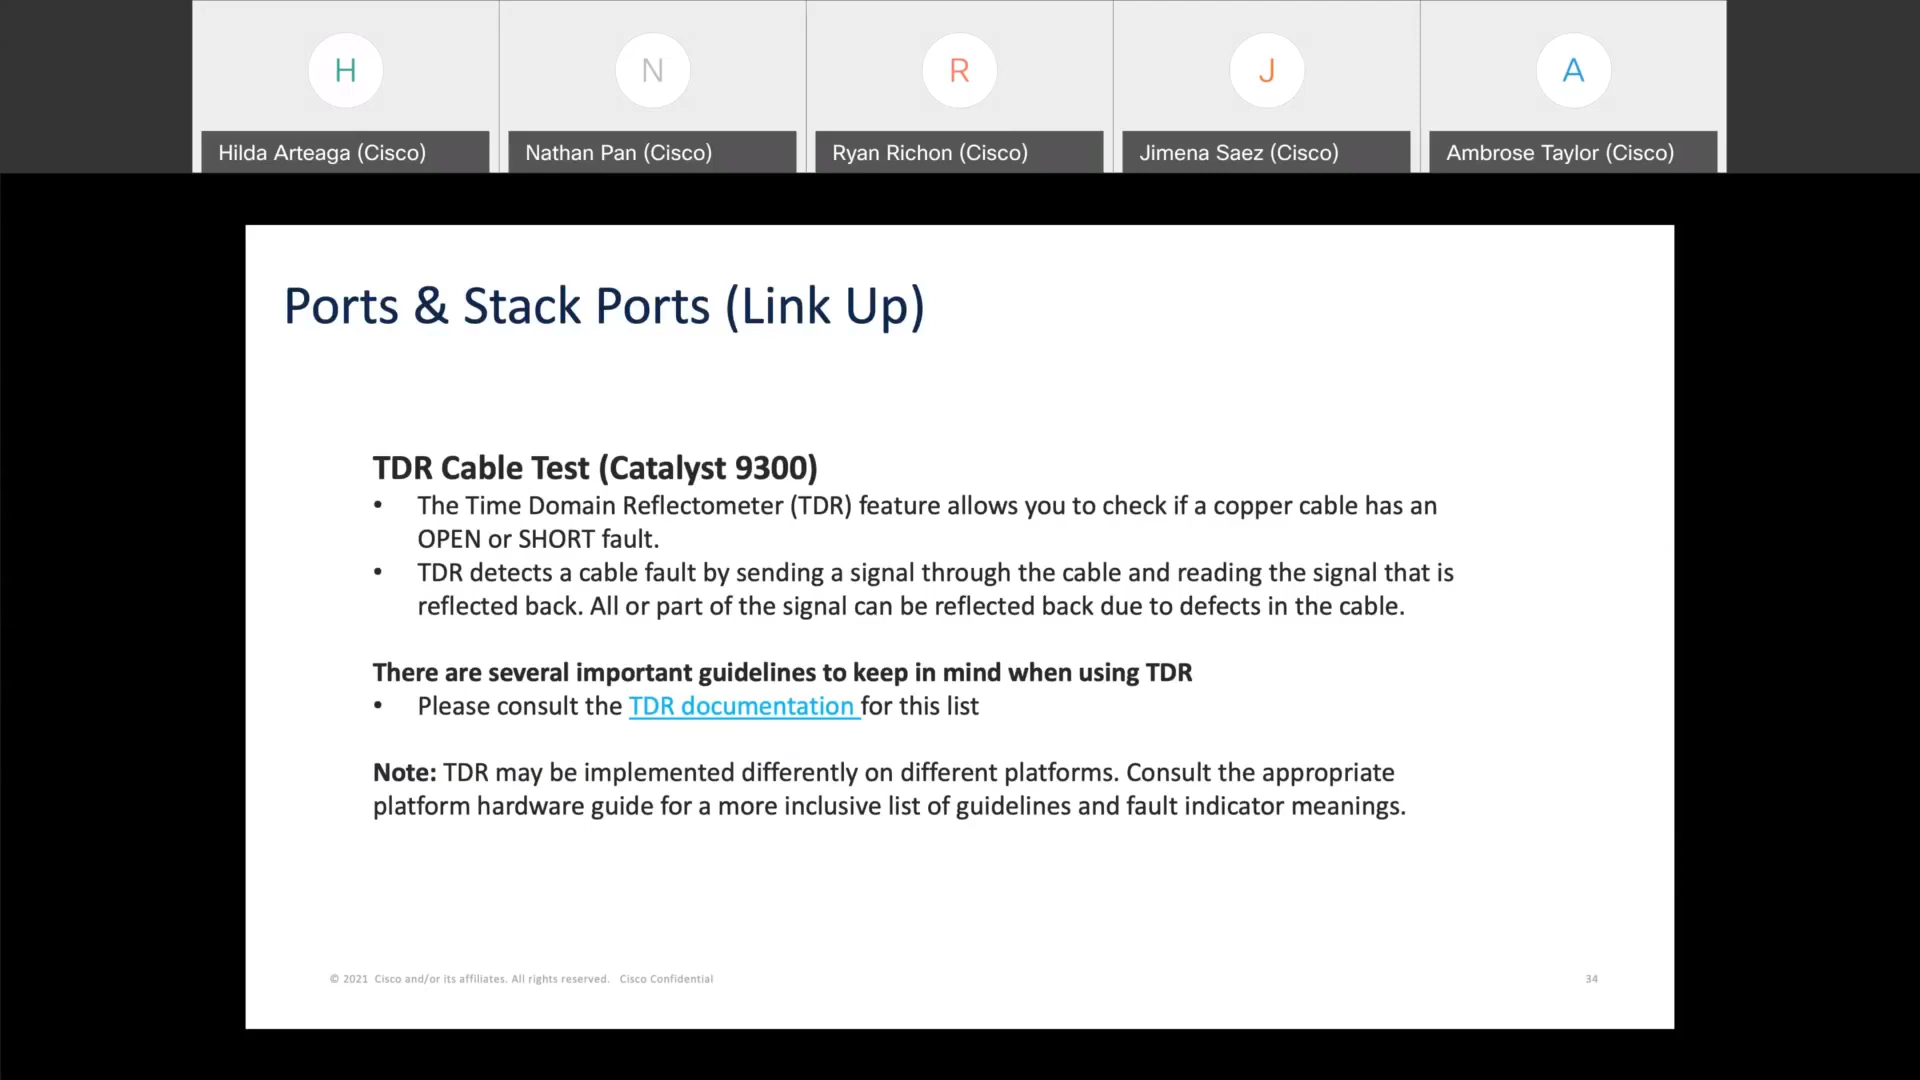 H
N
R
J
A
Hilda Arteaga (Cisco)
Nathan Pan (Cisco)
Ryan Richon (Cisco)
Jimena Saez (Cisco)
Ambrose Taylor (Cisco)
Ports & Stack Ports (Link Up)
TDR Cable Test (Catalyst 9300)
• The Time Domain Reflectometer (TDR) feature allows you to check if a copper cable has an
OPEN or SHORT fault.
• TDR detects a cable fault by sending a signal through the cable and reading the signal that is
reflected back. All or part of the signal can be reflected back due to defects in the cable.
There are several important guidelines to keep in mind when using TDR
• Please consult the TDR documentation for this list
Note: TDR may be implemented differently on different platforms. Consult the appropriate
platform hardware guide for a more inclusive list of guidelines and fault indicator meanings.
© 2021 Cisco and/or its affiliates. All rights reserved. Cisco Confidential
34